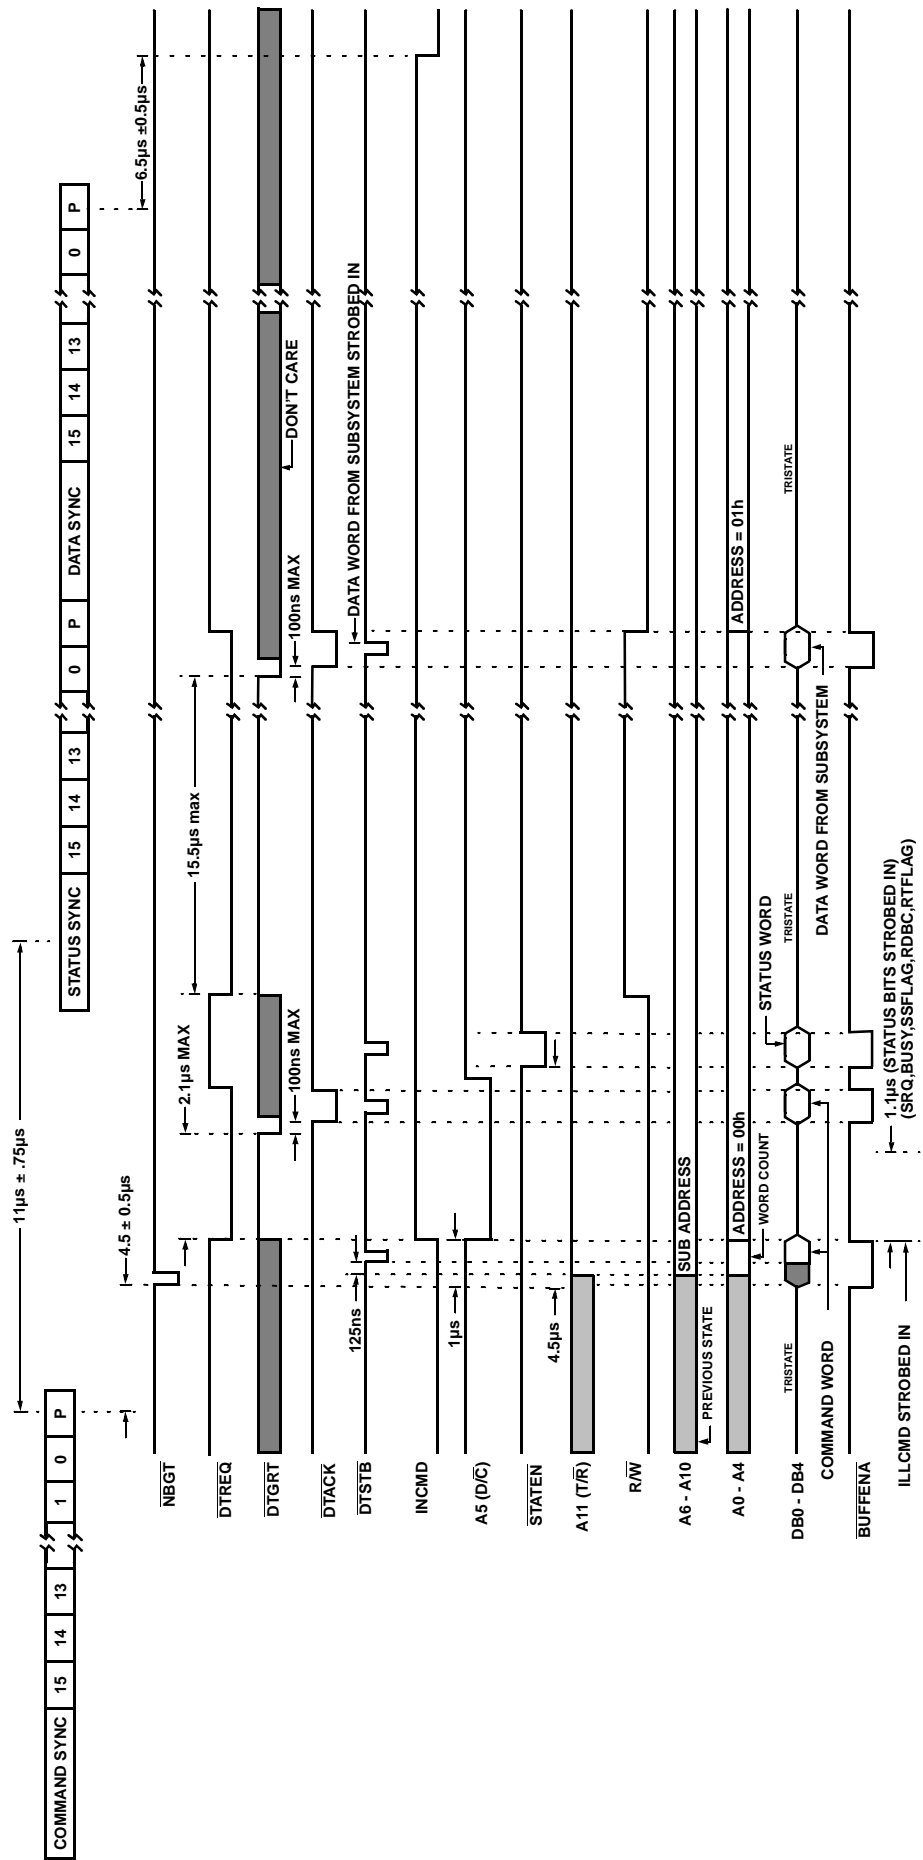 COMMAND SYNC 15 14 13 1 0 P
STATUS SYNC 15 14 13 0 P DATA SYNC 15 14 13 0 P
11µs ± .75µs
4.5 ± 0.5µs
2.1µs MAX
15.5µs max
6.5µs ±0.5µs
NBGT
DTREQ
DTGRT
100ns MAX
100ns MAX
DON'T CARE
DTACK
DTSTB
125ns
DATA WORD FROM SUBSYSTEM STROBED IN
INCMD
1µs
A5 (D/C)
STATEN
4.5µs
A11 (T/R)
R/W
A6 - A10
SUB ADDRESS
PREVIOUS STATE
A0 - A4
ADDRESS = 00h
ADDRESS = 01h
WORD COUNT
STATUS WORD
DB0 - DB4
TRISTATE
TRISTATE
TRISTATE
COMMAND WORD
DATA WORD FROM SUBSYSTEM
BUFFENA
1.1µs (STATUS BITS STROBED IN)
(SRQ,BUSY,SSFLAG,RDBC,RTFLAG)
ILLCMD STROBED IN